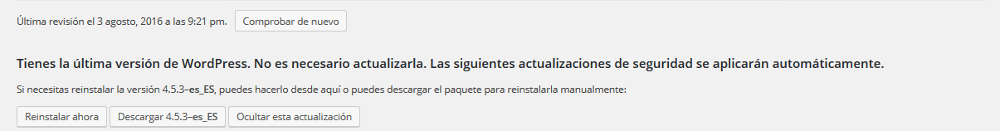 Última revisión el 3 agosto, 2016 a las 9:21 pm. Comprobar de nuevo
Tienes la última versión de WordPress. No es necesario actualizarla. Las siguientes actualizaciones de seguridad se aplicarán automáticamente.
Si necesitas reinstalar la versión 4.5.3–es_ES, puedes hacerlo desde aquí o puedes descargar el paquete para reinstalarla manualmente:
Reinstalar ahora Descargar 4.5.3–es_ES Ocultar esta actualización